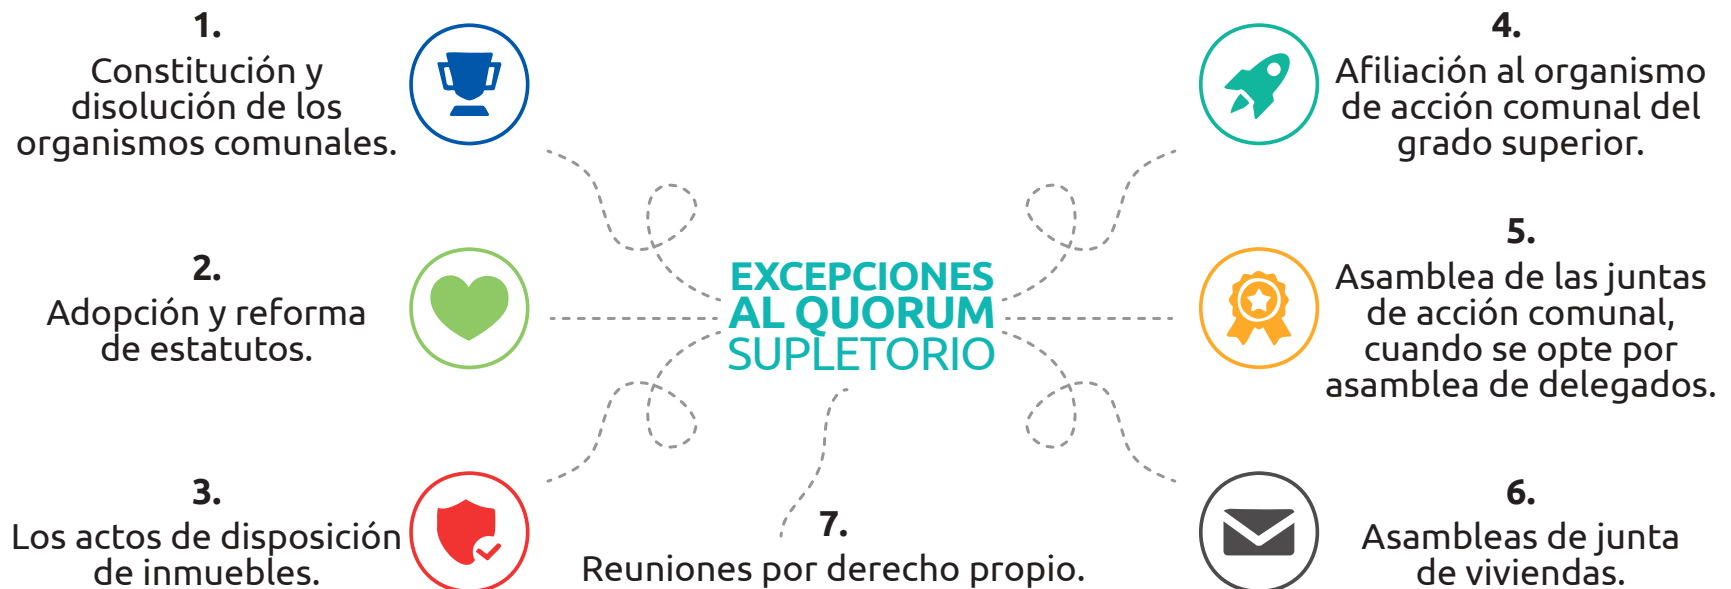 1.
Constitución y
disolución de los
organismos comunales.
2.
Adopción y reforma
de estatutos.
3.
Los actos de disposición
de inmuebles.
EXCEPCIONES
AL QUORUM
SUPLETORIO
7.
Reuniones por derecho propio.
4.
Afiliación al organismo
de acción comunal del
grado superior.
5.
Asamblea de las juntas
de acción comunal,
cuando se opte por
asamblea de delegados.
6.
Asambleas de junta
de viviendas.